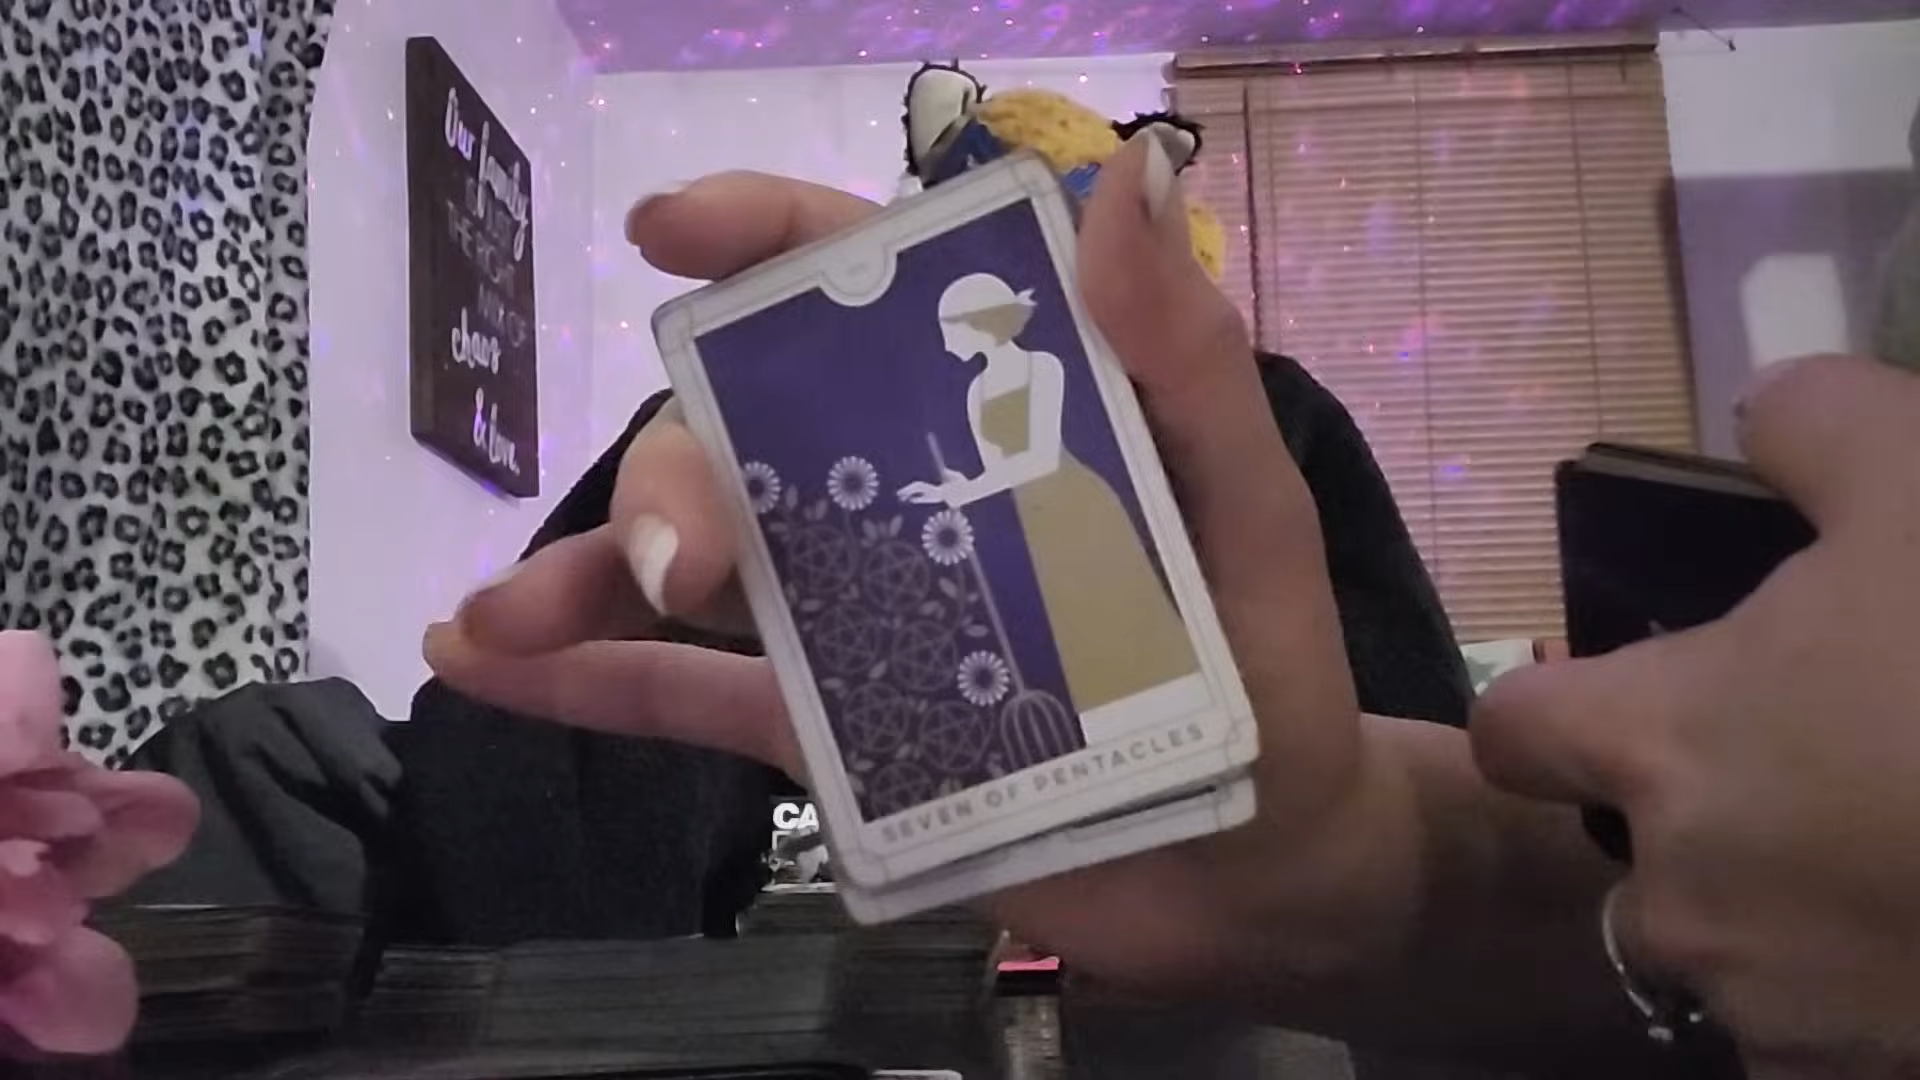 Our family
IS JUST
THE RIGHT
MIX OF
chaos
& love.
SEVEN OF PENTACLES
CA